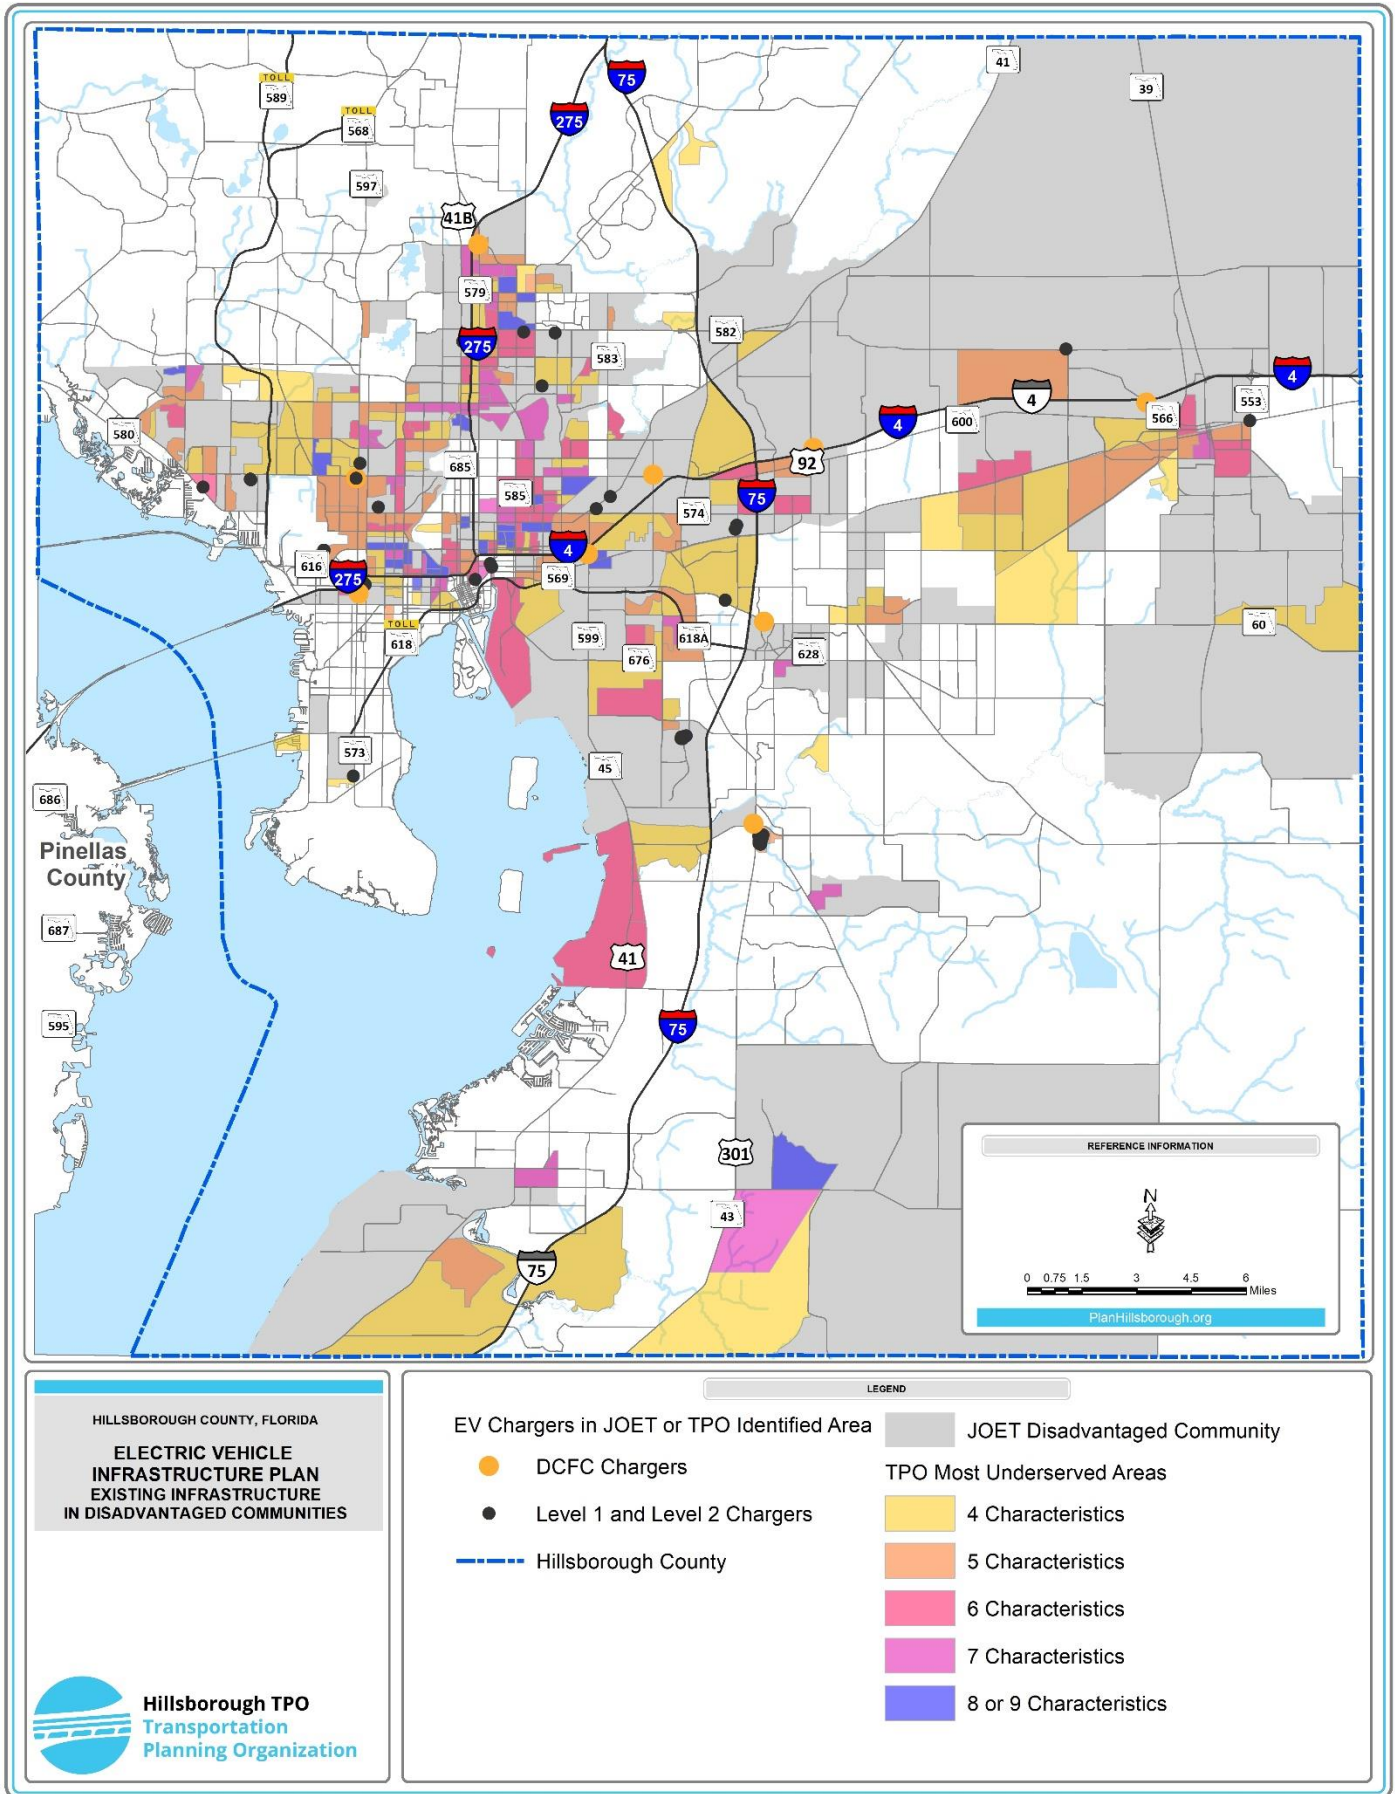 41
75
39
TOLL
589
275
TOLL
568
597
41B
579
582
275
583
4
4
553
566
600
4
580
92
685
75
585
574
4
616
275
569
60
TOLL
618
599
618A
676
628
573
45
686
Pinellas
County
687
41
595
75
301
43
75
REFERENCE INFORMATION
N
0 0.75 1.5 3 4.5 6
Miles
PlanHillsborough.org
HILLSBOROUGH COUNTY, FLORIDA
ELECTRIC VEHICLE
INFRASTRUCTURE PLAN
EXISTING INFRASTRUCTURE
IN DISADVANTAGED COMMUNITIES
Hillsborough TPO
Transportation
Planning Organization
LEGEND
EV Chargers in JOET or TPO Identified Area
DCFC Chargers
Level 1 and Level 2 Chargers
Hillsborough County
JOET Disadvantaged Community
TPO Most Underserved Areas
4 Characteristics
5 Characteristics
6 Characteristics
7 Characteristics
8 or 9 Characteristics